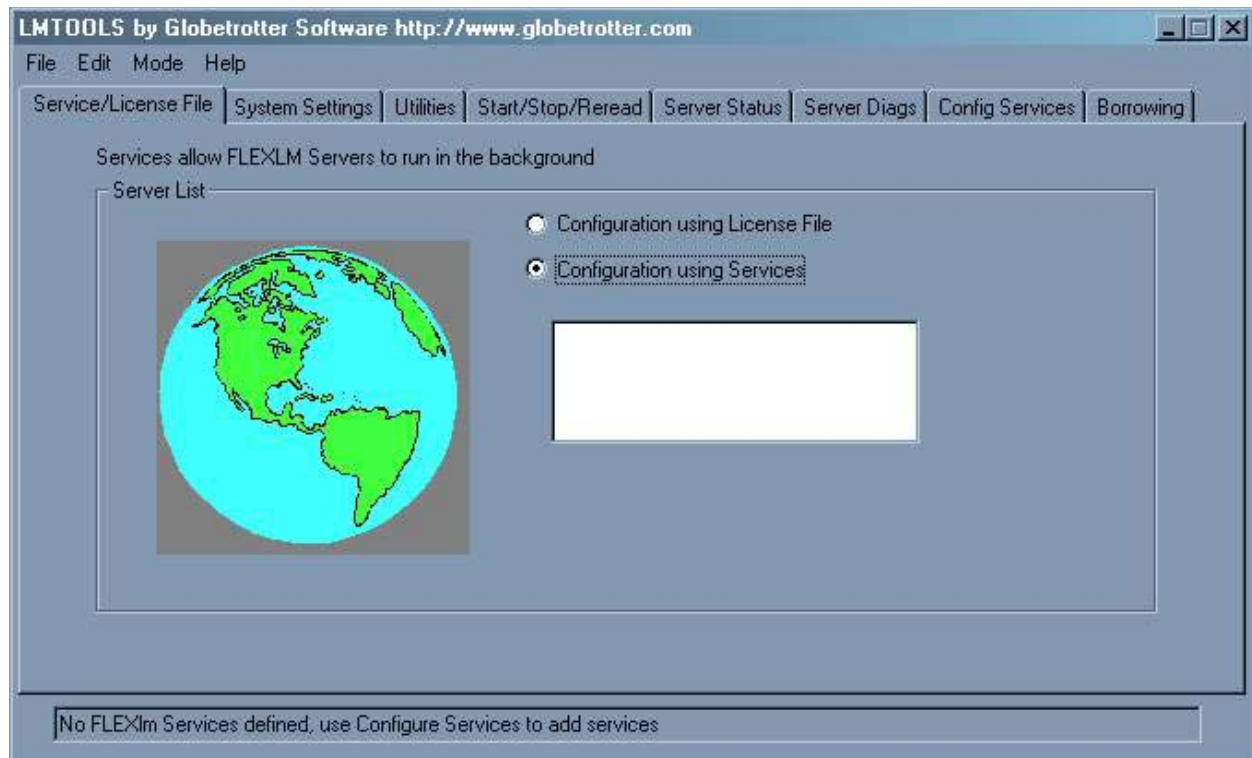 LMTOOLS by Globetrotter Software http://www.globetrotter.com
File Edit Mode Help
Service/License File System Settings Utilities Start/Stop/Reread Server Status Server Diags Config Services Borrowing
Services allow FLEXLM Servers to run in the background
Server List
Configuration using License File
Configuration using Services
No FLEXlm Services defined, use Configure Services to add services